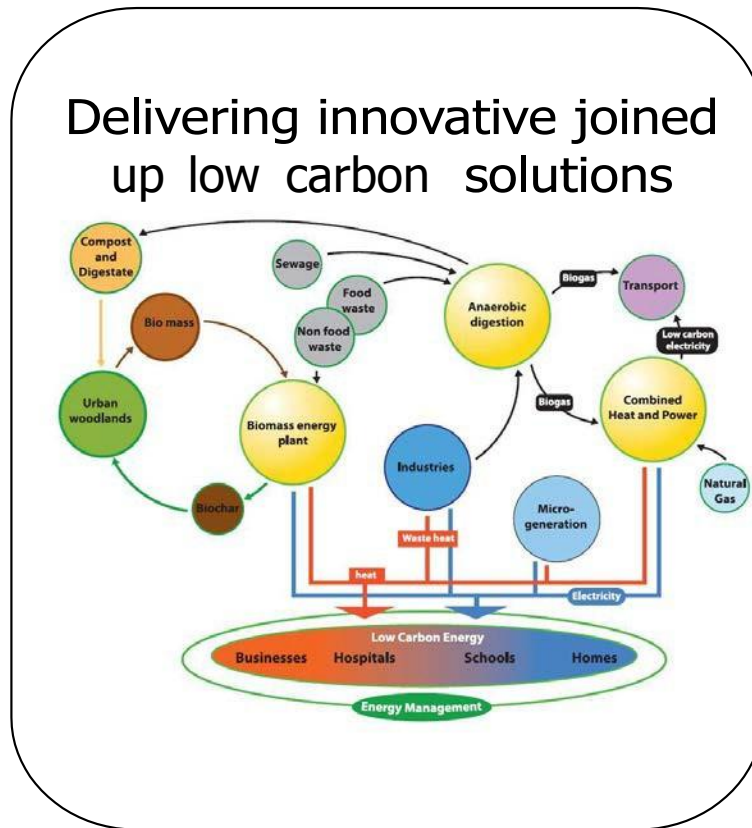 Delivering innovative joined
up low carbon solutions
Compost
and
Digestate
Sewage
Food
waste
Non food
waste
Anaerobic
digestion
Biogas
Transport
Bio mass
Low carbon
electricity
Urban
woodlands
Biomass energy
plant
Biogas
Combined
Heat and Power
Industries
Natural
Gas
Biochar
Micro-
generation
Waste heat
heat
Electricity
Low Carbon Energy
Businesses Hospitals Schools Homes
Energy Management